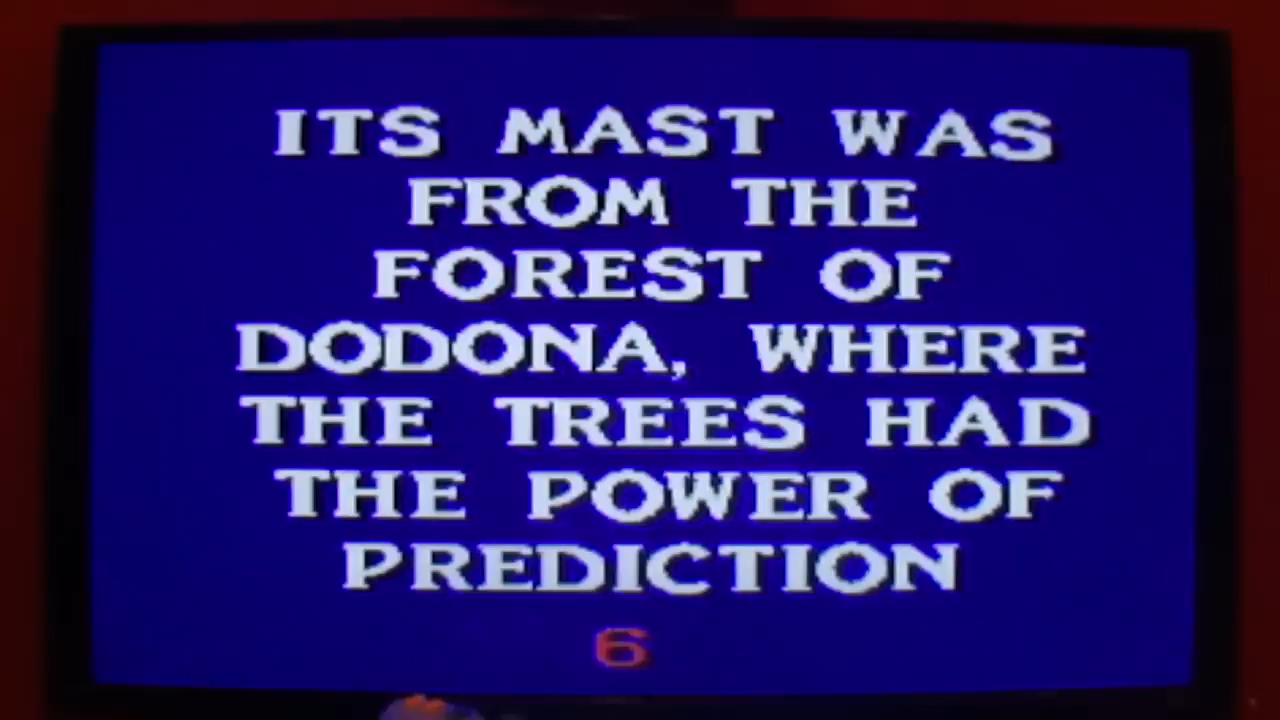 ITS MAST WAS
FROM THE
FOREST OF
DODONA, WHERE
THE TREES HAD
THE POWER OF
PREDICTION
6